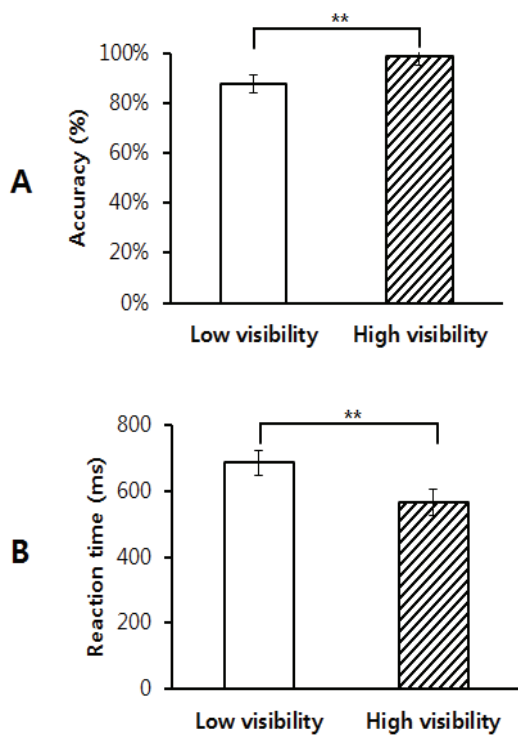 **
100%
80%
60%
40%
20%
0%
Accuracy (%)
A
Low visibility High visibility
**
800
600
400
200
0
Reaction time (ms)
B
Low visibility High visibility